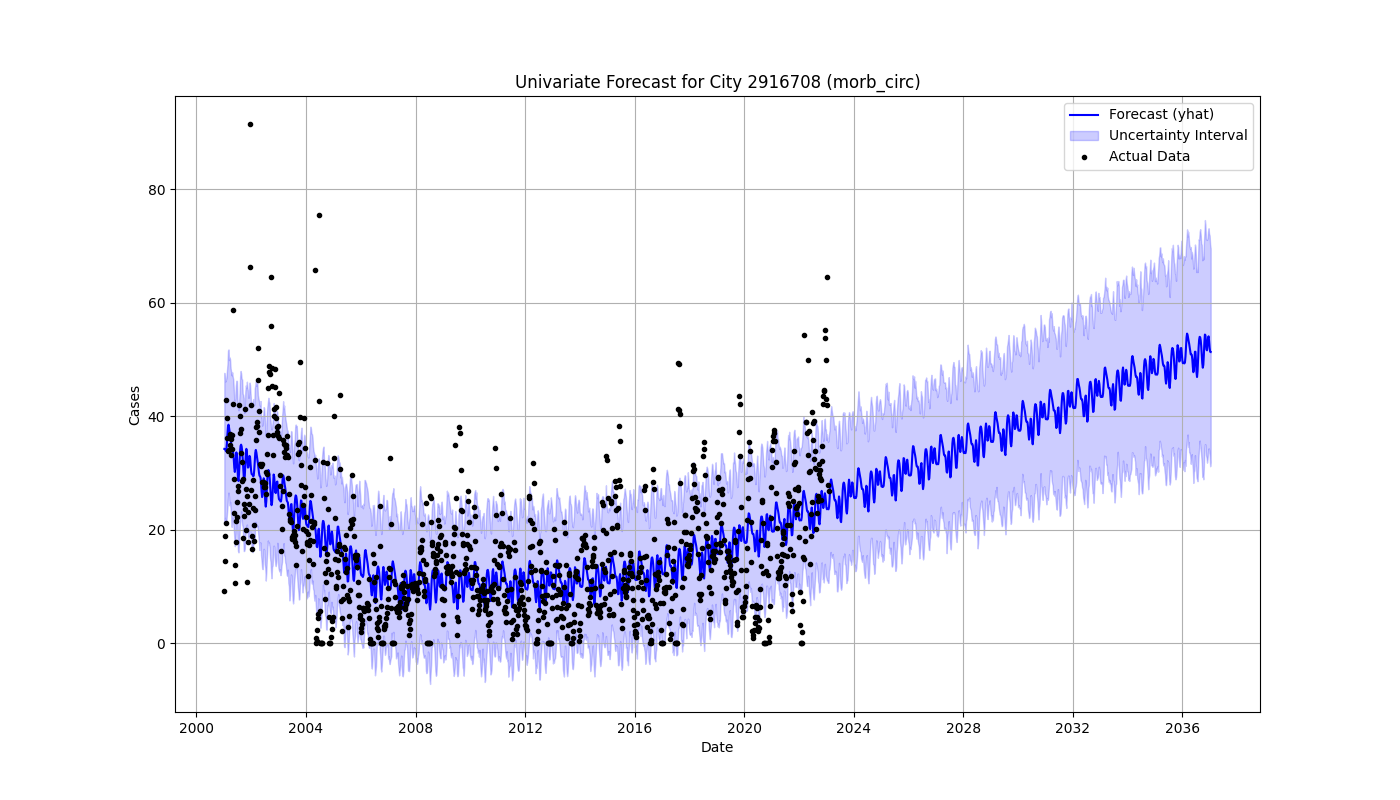 Univariate Forecast for City 2916708 (morb_circ)
Forecast (yhat)
Uncertainty Interval
Actual Data
Cases
80
60
40
20
0
2000 2004 2008 2012 2016 2020 2024 2028 2032 2036
Date